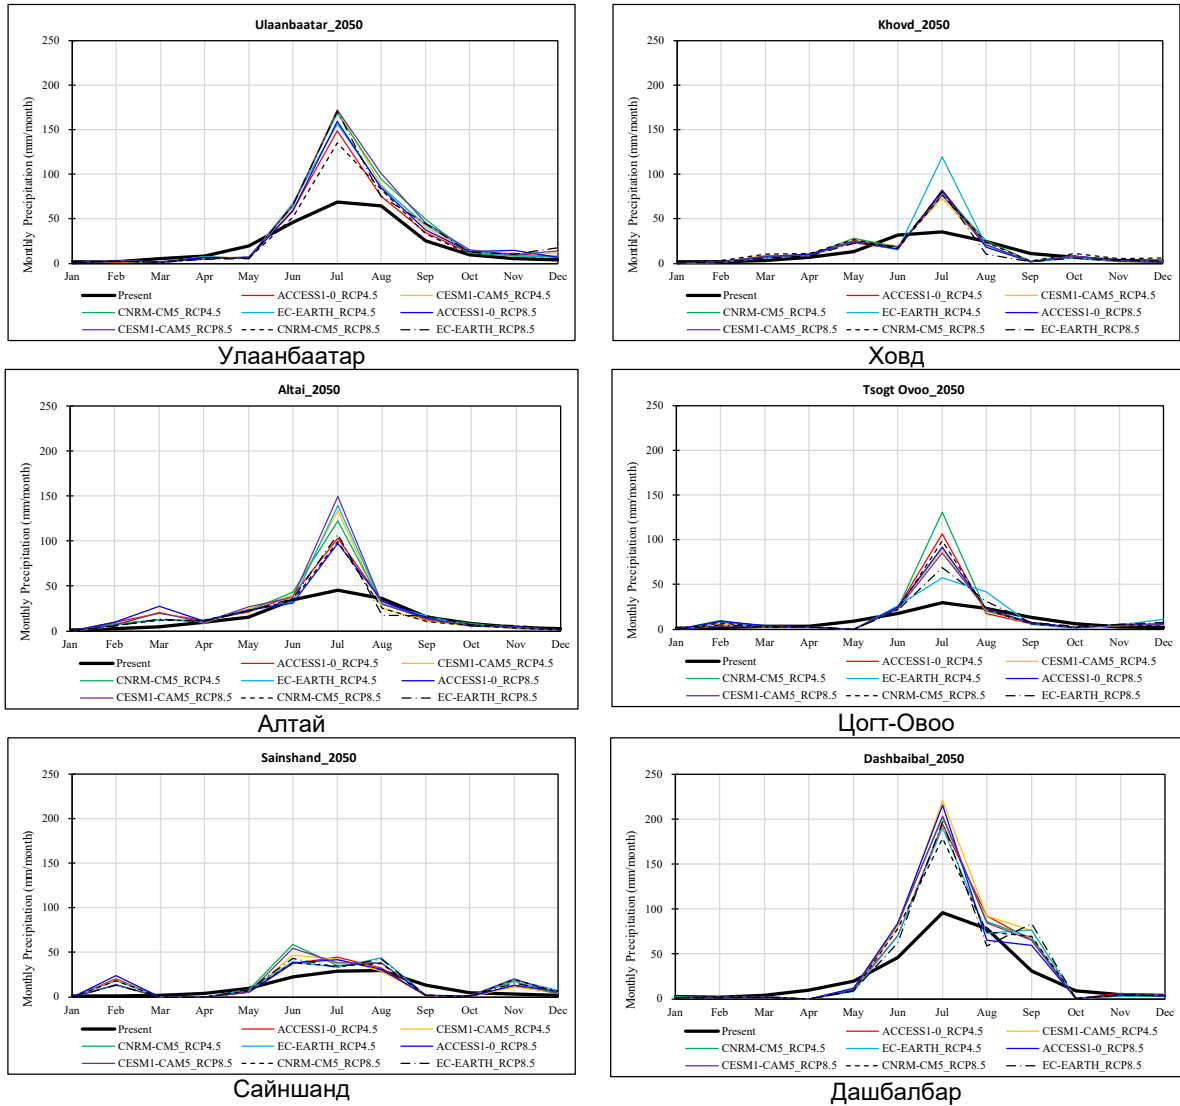 Ulaanbaatar_2050
Monthly Precipitation (mm/month)
250
200
150
100
50
0
Jan Feb Mar Apr May Jun Jul Aug Sep Oct Nov Dec
Present ACCESS1-0_RCP4.5 CESM1-CAM5_RCP4.5
CNRM-CM5_RCP4.5 EC-EARTH_RCP4.5 ACCESS1-0_RCP8.5
CESM1-CAM5_RCP8.5 CNRM-CM5_RCP8.5 EC-EARTH_RCP8.5
Улаанбаатар
Khovd_2050
Monthly Precipitation (mm/month)
250
200
150
100
50
0
Jan Feb Mar Apr May Jun Jul Aug Sep Oct Nov Dec
Present ACCESS1-0_RCP4.5 CESM1-CAM5_RCP4.5
CNRM-CM5_RCP4.5 EC-EARTH_RCP4.5 ACCESS1-0_RCP8.5
CESM1-CAM5_RCP8.5 CNRM-CM5_RCP8.5 EC-EARTH_RCP8.5
Ховд
Altai_2050
Monthly Precipitation (mm/month)
250
200
150
100
50
0
Jan Feb Mar Apr May Jun Jul Aug Sep Oct Nov Dec
Present ACCESS1-0_RCP4.5 CESM1-CAM5_RCP4.5
CNRM-CM5_RCP4.5 EC-EARTH_RCP4.5 ACCESS1-0_RCP8.5
CESM1-CAM5_RCP8.5 CNRM-CM5_RCP8.5 EC-EARTH_RCP8.5
Алтай
Tsogt Ovoo_2050
Monthly Precipitation (mm/month)
250
200
150
100
50
0
Jan Feb Mar Apr May Jun Jul Aug Sep Oct Nov Dec
Present ACCESS1-0_RCP4.5 CESM1-CAM5_RCP4.5
CNRM-CM5_RCP4.5 EC-EARTH_RCP4.5 ACCESS1-0_RCP8.5
CESM1-CAM5_RCP8.5 CNRM-CM5_RCP8.5 EC-EARTH_RCP8.5
Цогт-Овоо
Sainshand_2050
Monthly Precipitation (mm/month)
250
200
150
100
50
0
Jan Feb Mar Apr May Jun Jul Aug Sep Oct Nov Dec
Present ACCESS1-0_RCP4.5 CESM1-CAM5_RCP4.5
CNRM-CM5_RCP4.5 EC-EARTH_RCP4.5 ACCESS1-0_RCP8.5
CESM1-CAM5_RCP8.5 CNRM-CM5_RCP8.5 EC-EARTH_RCP8.5
Сайншанд
Dashbaibal_2050
Monthly Precipitation (mm/month)
250
200
150
100
50
0
Jan Feb Mar Apr May Jun Jul Aug Sep Oct Nov Dec
Present ACCESS1-0_RCP4.5 CESM1-CAM5_RCP4.5
CNRM-CM5_RCP4.5 EC-EARTH_RCP4.5 ACCESS1-0_RCP8.5
CESM1-CAM5_RCP8.5 CNRM-CM5_RCP8.5 EC-EARTH_RCP8.5
Дашбалбар